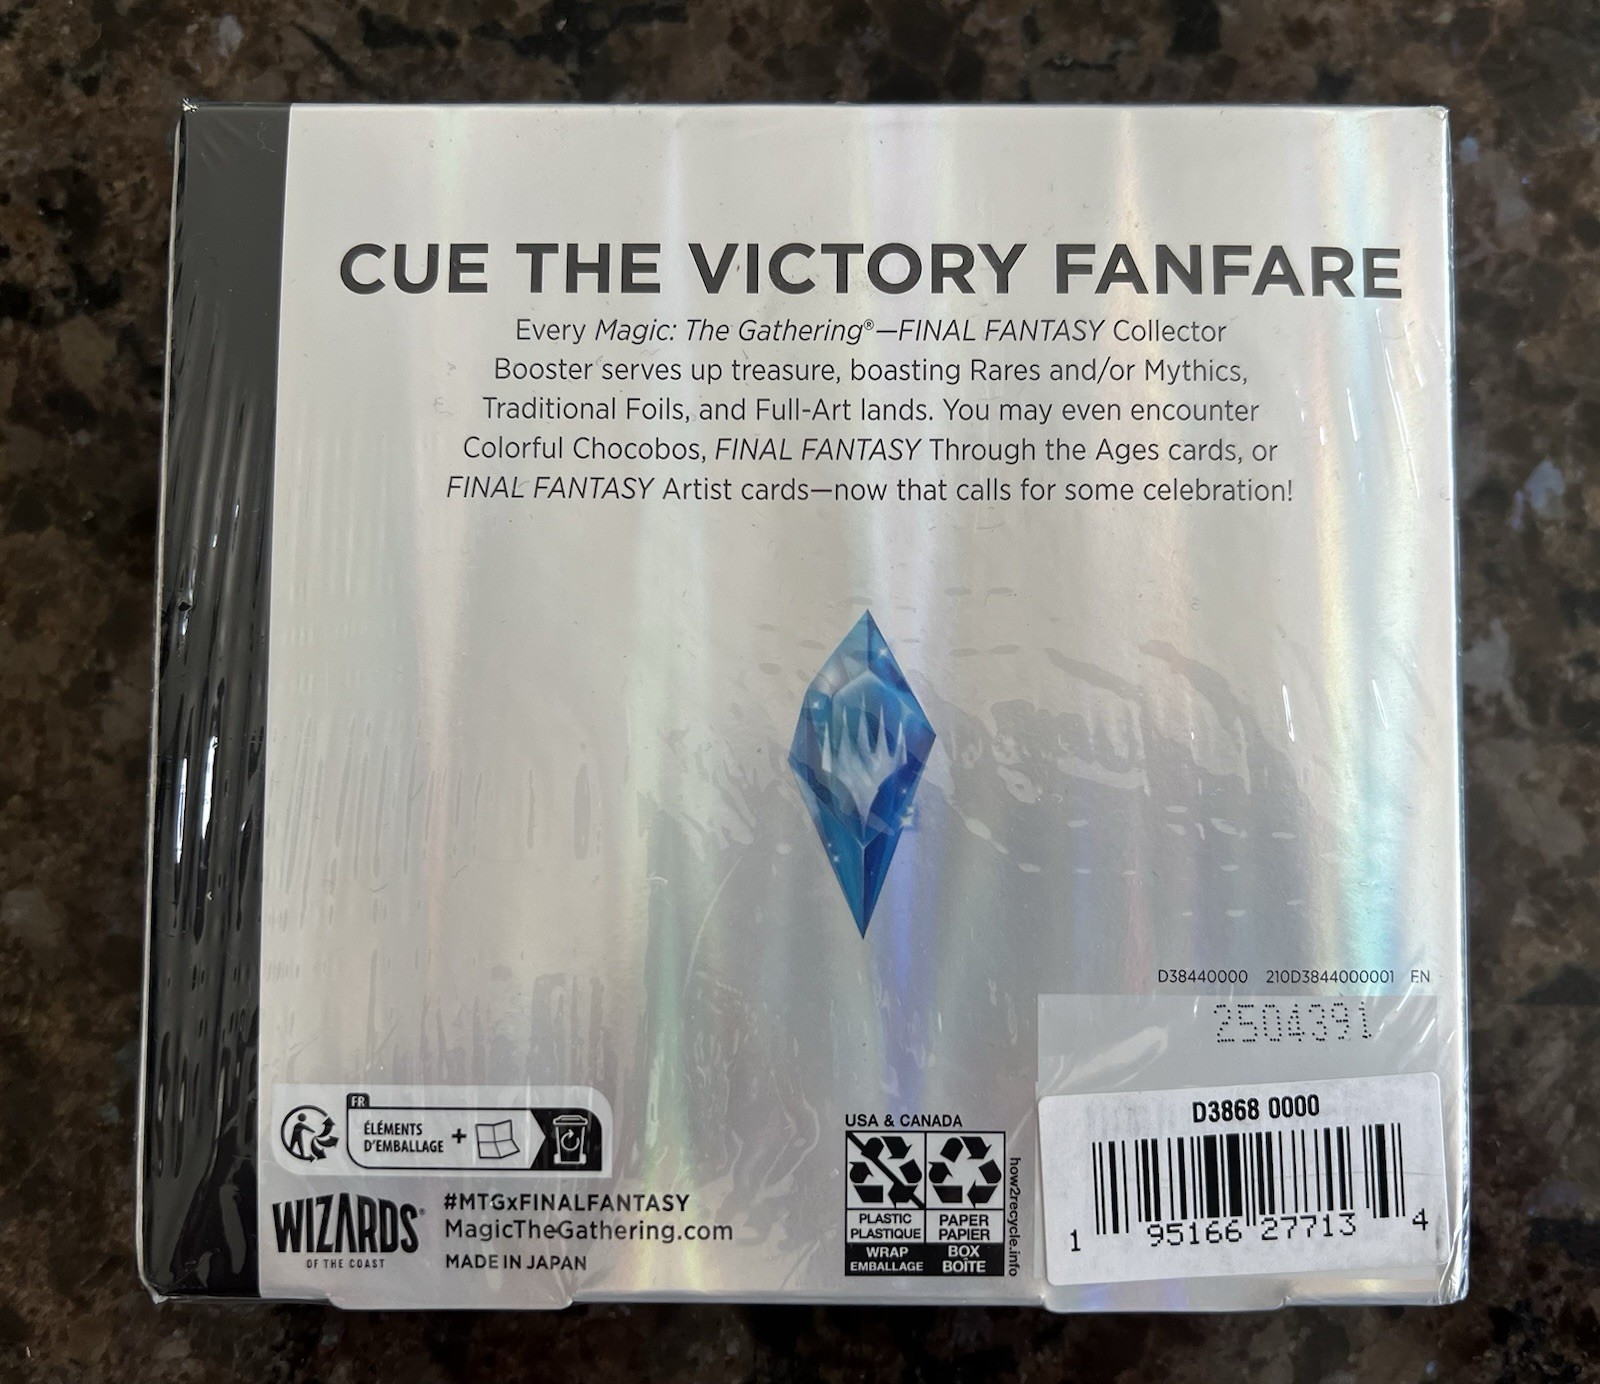 CUE THE VICTORY FANFARE
Every Magic: The Gathering®—FINAL FANTASY Collector
Booster serves up treasure, boasting Rares and/or Mythics,
Traditional Foils, and Full-Art lands. You may even encounter
Colorful Chocobos, FINAL FANTASY Through the Ages cards, or
FINAL FANTASY Artist cards—now that calls for some celebration!
D38440000 210D3844000001 EN
2504391
D3868 0000
1 95166 27713 4
FR
ÉLÉMENTS
D'EMBALLAGE +
WIZARDS®
OF THE COAST
#MTGxFINALFANTASY
MagicTheGathering.com
MADE IN JAPAN
USA & CANADA
PLASTIC
PLASTIQUE
WRAP
EMBALLAGE
PAPER
PAPIER
BOX
BOÎTE
how2recycle.info